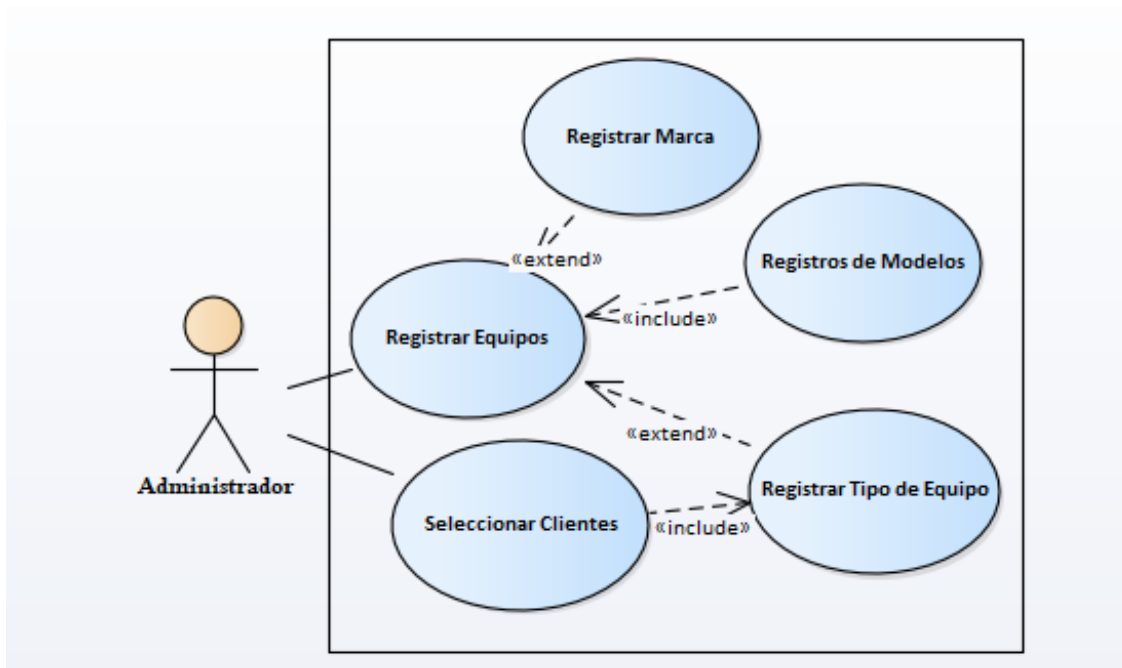 Registrar Marca
«extend»
Registros de Modelos
«include»
Registrar Equipos
«extend»
Administrador
Registrar Tipo de Equipo
Seleccionar Clientes
«include»